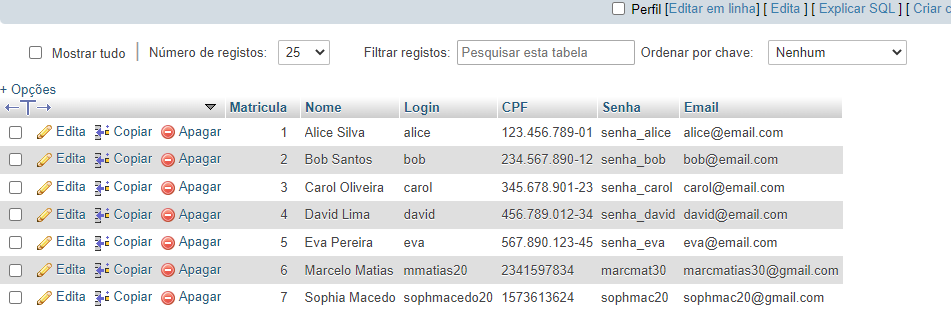 Perfil [Editar em linha] [ Edita ] [ Explicar SQL ] [ Criar c
Mostrar tudo | Número de registos: 25 Filtrar registos: Pesquisar esta tabela Ordenar por chave: Nenhum
+ Opções
←T→ Matricula Nome Login CPF Senha Email
Edita Copiar Apagar 1 Alice Silva alice 123.456.789-01 senha_alice alice@email.com
Edita Copiar Apagar 2 Bob Santos bob 234.567.890-12 senha_bob bob@email.com
Edita Copiar Apagar 3 Carol Oliveira carol 345.678.901-23 senha_carol carol@email.com
Edita Copiar Apagar 4 David Lima david 456.789.012-34 senha_david david@email.com
Edita Copiar Apagar 5 Eva Pereira eva 567.890.123-45 senha_eva eva@email.com
Edita Copiar Apagar 6 Marcelo Matias mmatias20 2341597834 marcmat30 marcmatias30@gmail.com
Edita Copiar Apagar 7 Sophia Macedo sophmacedo20 1573613624 sophmac20 sophmac20@gmail.com